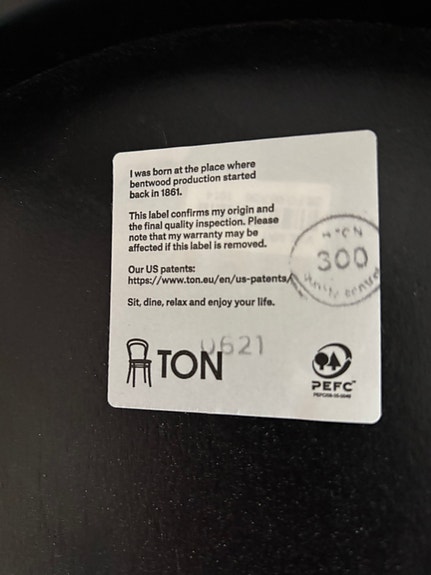 I was born at the place where
bentwood production started
back in 1861.
This label confirms my origin and
the final quality inspection. Please
note that my warranty may be
affected if this label is removed.
Our US patents:
https://www.ton.eu/en/us-patents/
Sit, dine, relax and enjoy your life.
300
0621
TON
PEFC™